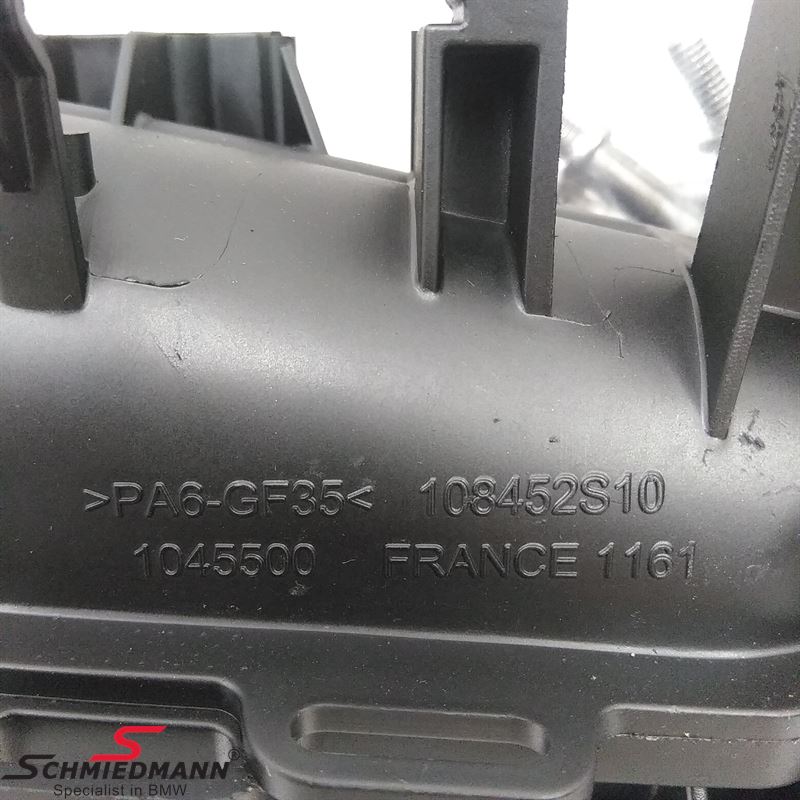 >PA6-GF35< 108452S10
1045500 FRANCE 1161
SCHMIEDMANN®
Specialist in BMW